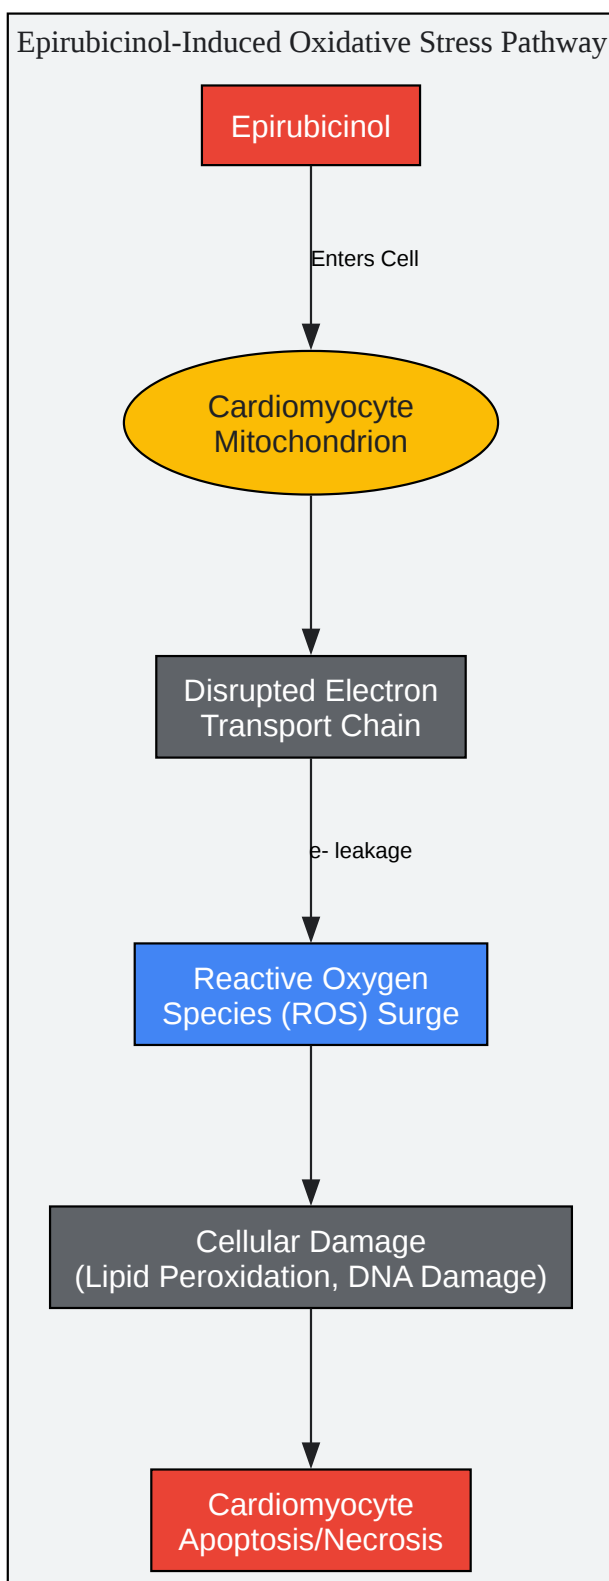 Epirubicinol-Induced Oxidative Stress Pathway
Epirubicinol
Enters Cell
Cardiomyocyte
Mitochondrion
Disrupted Electron
Transport Chain
e- leakage
Reactive Oxygen
Species (ROS) Surge
Cellular Damage
(Lipid Peroxidation, DNA Damage)
Cardiomyocyte
Apoptosis/Necrosis